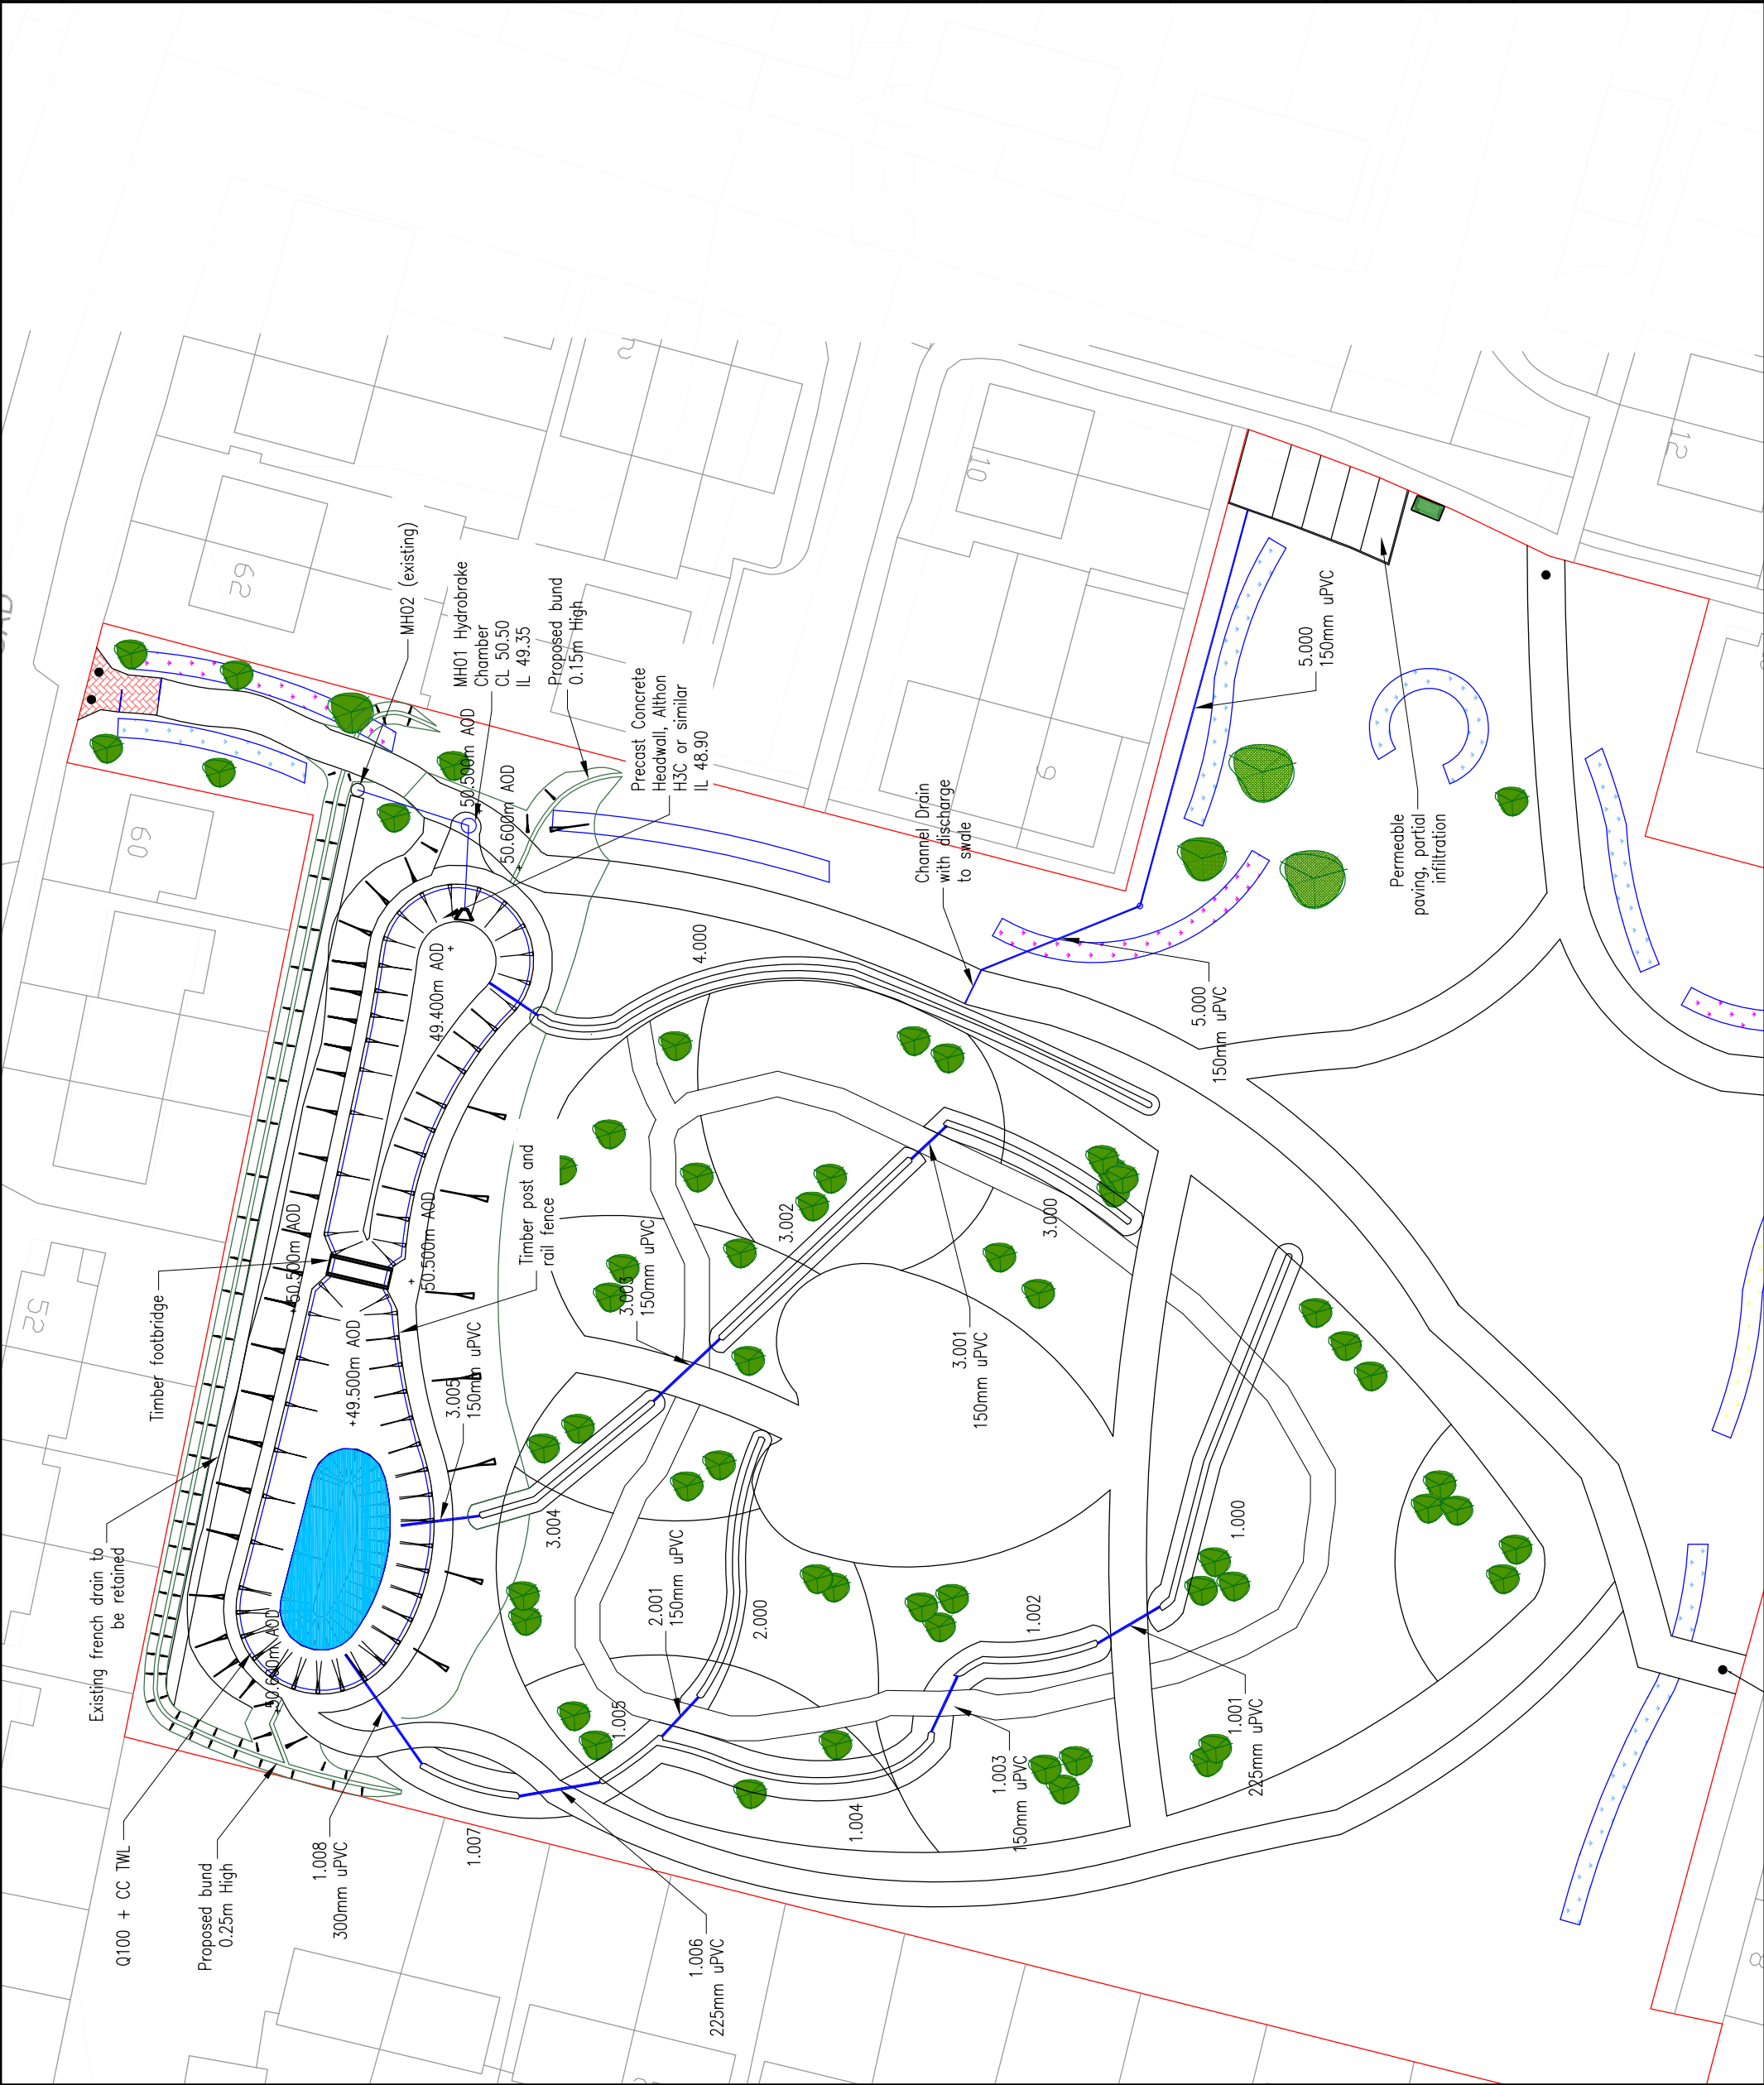 MH02 (existing)
MH01 Hydrobrake
Chamber
CL 50.50
IL 49.35
Proposed bund
0.15m High
50.500m AOD
50.600m AOD
Precast Concrete
Headwall, Althon
H3C or similar
IL 48.90
49.400m AOD
4.000
Channel Drain
with discharge
to swale
5.000
150mm uPVC
Permeable
paving, partial
infiltration
5.000
150mm uPVC
Timber footbridge
50.500m AOD
50.500m AOD
Timber post and
rail fence
+49.500m AOD
3.005
150mm uPVC
3.003
150mm uPVC
3.002
3.000
3.001
150mm uPVC
3.004
Existing french drain to
be retained
50.600m AOD
2.001
150mm uPVC
2.000
1.005
1.002
1.000
1.001
225mm uPVC
1.003
150mm uPVC
1.004
Q100 + CC TWL
Proposed bund
0.25m High
1.008
300mm uPVC
1.007
1.006
225mm uPVC
62
60
52
10
9
12
8